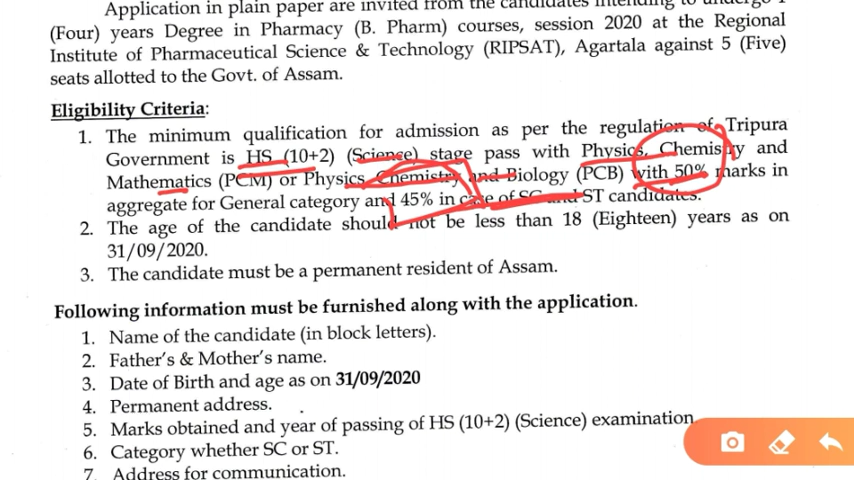 Application in plain paper are invited from the candidates intending to undergo
(Four) years Degree in Pharmacy (B. Pharm) courses, session 2020 at the Regional
Institute of Pharmaceutical Science & Technology (RIPSAT), Agartala against 5 (Five)
seats allotted to the Govt. of Assam.
Eligibility Criteria:
1. The minimum qualification for admission as per the regulation of Tripura
Government is HS (10+2) (Science) stage pass with Physics, Chemistry and
Mathematics (PCM) or Physics, Chemistry and Biology (PCB) with 50% marks in
aggregate for General category and 45% in case of SC and ST candidates.
2. The age of the candidate should not be less than 18 (Eighteen) years as on
31/09/2020.
3. The candidate must be a permanent resident of Assam.
Following information must be furnished along with the application.
1. Name of the candidate (in block letters).
2. Father's & Mother's name.
3. Date of Birth and age as on 31/09/2020
4. Permanent address.
5. Marks obtained and year of passing of HS (10+2) (Science) examination
6. Category whether SC or ST.
7. Address for communication.